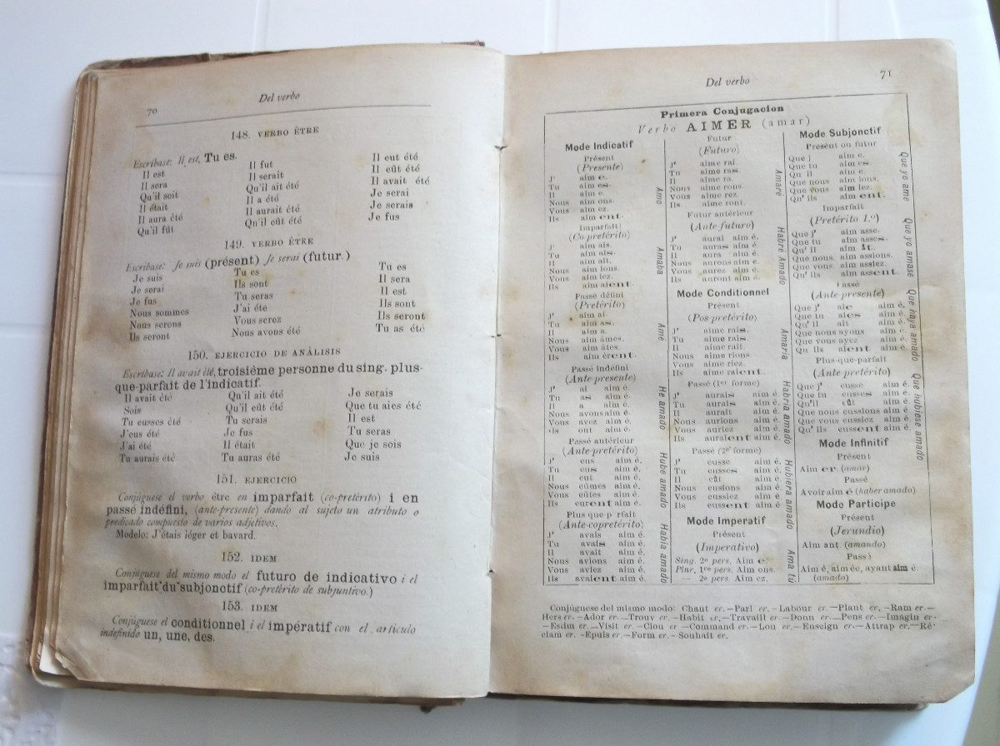 70
Del verbo
148. VERBO ÊTRE
Escríbase: Il est, Tu es.
Il est
Il sera
Qu'il soit
Il était
Il aura été
Qu'il fût
Il fut
Il serait
Qu'il ait été
Il a été
Il aurait été
Qu'il eût été
Il eut été
Il eût été
Il avait été
Je serai
Je serais
Je fus
149. VERBO ÊTRE
Escríbase: Je suis (présent) Je serai (futur.)
Je suis
Je serai
Je fus
Nous sommes
Nous serons
Ils seront
Tu es
Ils sont
Tu seras
J'ai éte
Vous serez
Nous avons été
Tu es
Il sera
Il est
Ils sont
Ils seront
Tu as été
150. EJERCICIO DE ANÁLISIS
Escríbase: Il avait été, troisième personne du sing. plus-
que-parfait de l'indicatif.
Il avait été
Sois
Tu eusses été
J'eus été
J'ai été
Tu aurais été
Qu'il ait été
Qu'il eût été
Tu serais
Je fus
Il était
Tu auras été
Je serais
Que tu aies été
Il est
Tu seras
Que je sois
Je suis
151. EJERCICIO
Conjúguese el verbo être en imparfait (co-pretérito) i en
passé indéfini, (ante-presente) dando al sujeto un atributo o
predicado compuesto de varios adjetivos.
Modelo: J'étais léger et bavard.
152. IDEM
Conjúguese del mismo modo el futuro de indicativo i el
imparfait du subjonctif (co-pretérito de subjuntivo.)
153. IDEM
Conjúguese el conditionnel i el impératif con el artículo
indefinido un, une, des.
Del verbo
71
Primera Conjugacion
Verbo AIMER (amar)
Mode Indicatif
Présent
(Presente)
J' aim e.
Tu aim es.
Il aim e.
Nous aim ons.
Vous aim ez.
Ils aim ent.
Amo
Imparfait
(Co-pretérito)
J' aim ais.
Tu aim ais.
Il aim ait.
Nous aim ions.
Vous aim iez.
Ils aim aient.
Amaba
Passé défini
(Pretérito)
J' aim ai
Tu aim as.
Il aim a.
Nous aim âmes.
Vous aim âtes.
Ils aim èrent.
Amé
Passé indéfini
(Ante-presente)
J' ai aim é.
Tu as aim é.
Il a aim é.
Nous avons aim é.
Vous avez aim é.
Ils ont aim é.
He amado
Passé antérieur
(Ante-pretérito)
J' eus aim é.
Tu eus aim é.
Il eut aim é.
Nous eûmes aim é.
Vous eûtes aim é.
Ils eurent aim é.
Hube amado
Plus que p rfait
(Ante-copretérito)
J' avais aim é.
Tu avais aim é.
Il avait aim é.
Nous avions aim é.
Vous aviez aim é.
Ils avaient aim é.
Habia amado
Futur
(Futuro)
J' aime rai.
Tu aime ras.
Il aime ra.
Nous aime rons.
Vous aime rez.
Ils aime ront.
Amaré
Futur antérieur
(Ante-futuro)
J' aurai aim é.
Tu auras aim é.
Il aura aim é.
Nous aurons aim é.
Vous aurez aim é.
Ils auront aim é.
Habré Amado
Mode Conditionnel
Présent
(Pos-pretérito)
J' aime rais.
Tu aime rais.
Il aime rait.
Nous aime rions.
Vous aime riez.
Ils aime raient.
Amaria
Passé (1er forme)
J' aurais aim é.
Tu aurais aim é.
Il aurait aim é.
Nous aurions aim é.
Vous auriez aim é.
Ils auraient aim é.
Habria amado
Passé (2e forme)
J' eusse aim é.
Tu eusses aim é.
Il eût aim é.
Nous eusions aim é.
Vous eussiez aim é.
Ils eussent aim é
Hubiera amado
Mode Imperatif
Présent
(Imperativo)
Sing. 2ª pers. Aim e.
Plur, 1re pers. Aim ons.
— 2ª pers. Aim ez.
Ama tú
Mode Subjonctif
Présent ou futur
Que j' aim e.
Que tu aim es.
Qu il aim e.
Que nous aim ions.
Que vous aim iez.
Qu' ils aim ent.
Que yo ame
Imparfait
(Pretérito 1.º)
Que j' aim asse.
Que tu aim asses.
Qu' il aim ât.
Que nous aim assions.
Que vous aim assiez.
Qu' ils aim assent.
Que yo amase
Passé
(Ante-presente)
Que j' aie aim é.
Que tu aies aim é.
Qu' il ait aim é.
Que nous ayons aim é.
Que vous ayez aim é.
Qu ils aient aim é.
Que haya amado
Plus-que-parfait
(Ante pretérito)
Que j' eusse aim é.
Que tu eusses aim é.
Qu'il eût aim é.
Que nous eussions aim é.
Que vous eussiez aim é.
Qu' ils eussent aim é.
Que hubiese amado
Mode Infinitif
Présent
Aim er. (amar)
Passé
Avoir aim é (haber amado)
Mode Participe
Présent
(Jerundio)
Aim ant (amando)
Passé
Aim é, aim ée, ayant aim é.
(amado)
Conjúguese del mismo modo: Chant er.—Parl er.- Labour er.—Plant er.-Ram er-
Hers er.-Ador er.—Trouv er.-Habit er.—Travaill er.—Donn er.—Pens er.—Imagin er-
-Esclm er.—Visit er.-Clou er.-Command er.-Lou er.-Enseign er.-Attrap er.—Ré-
clam er.-Epuis er.-Form er.-Souhait er.